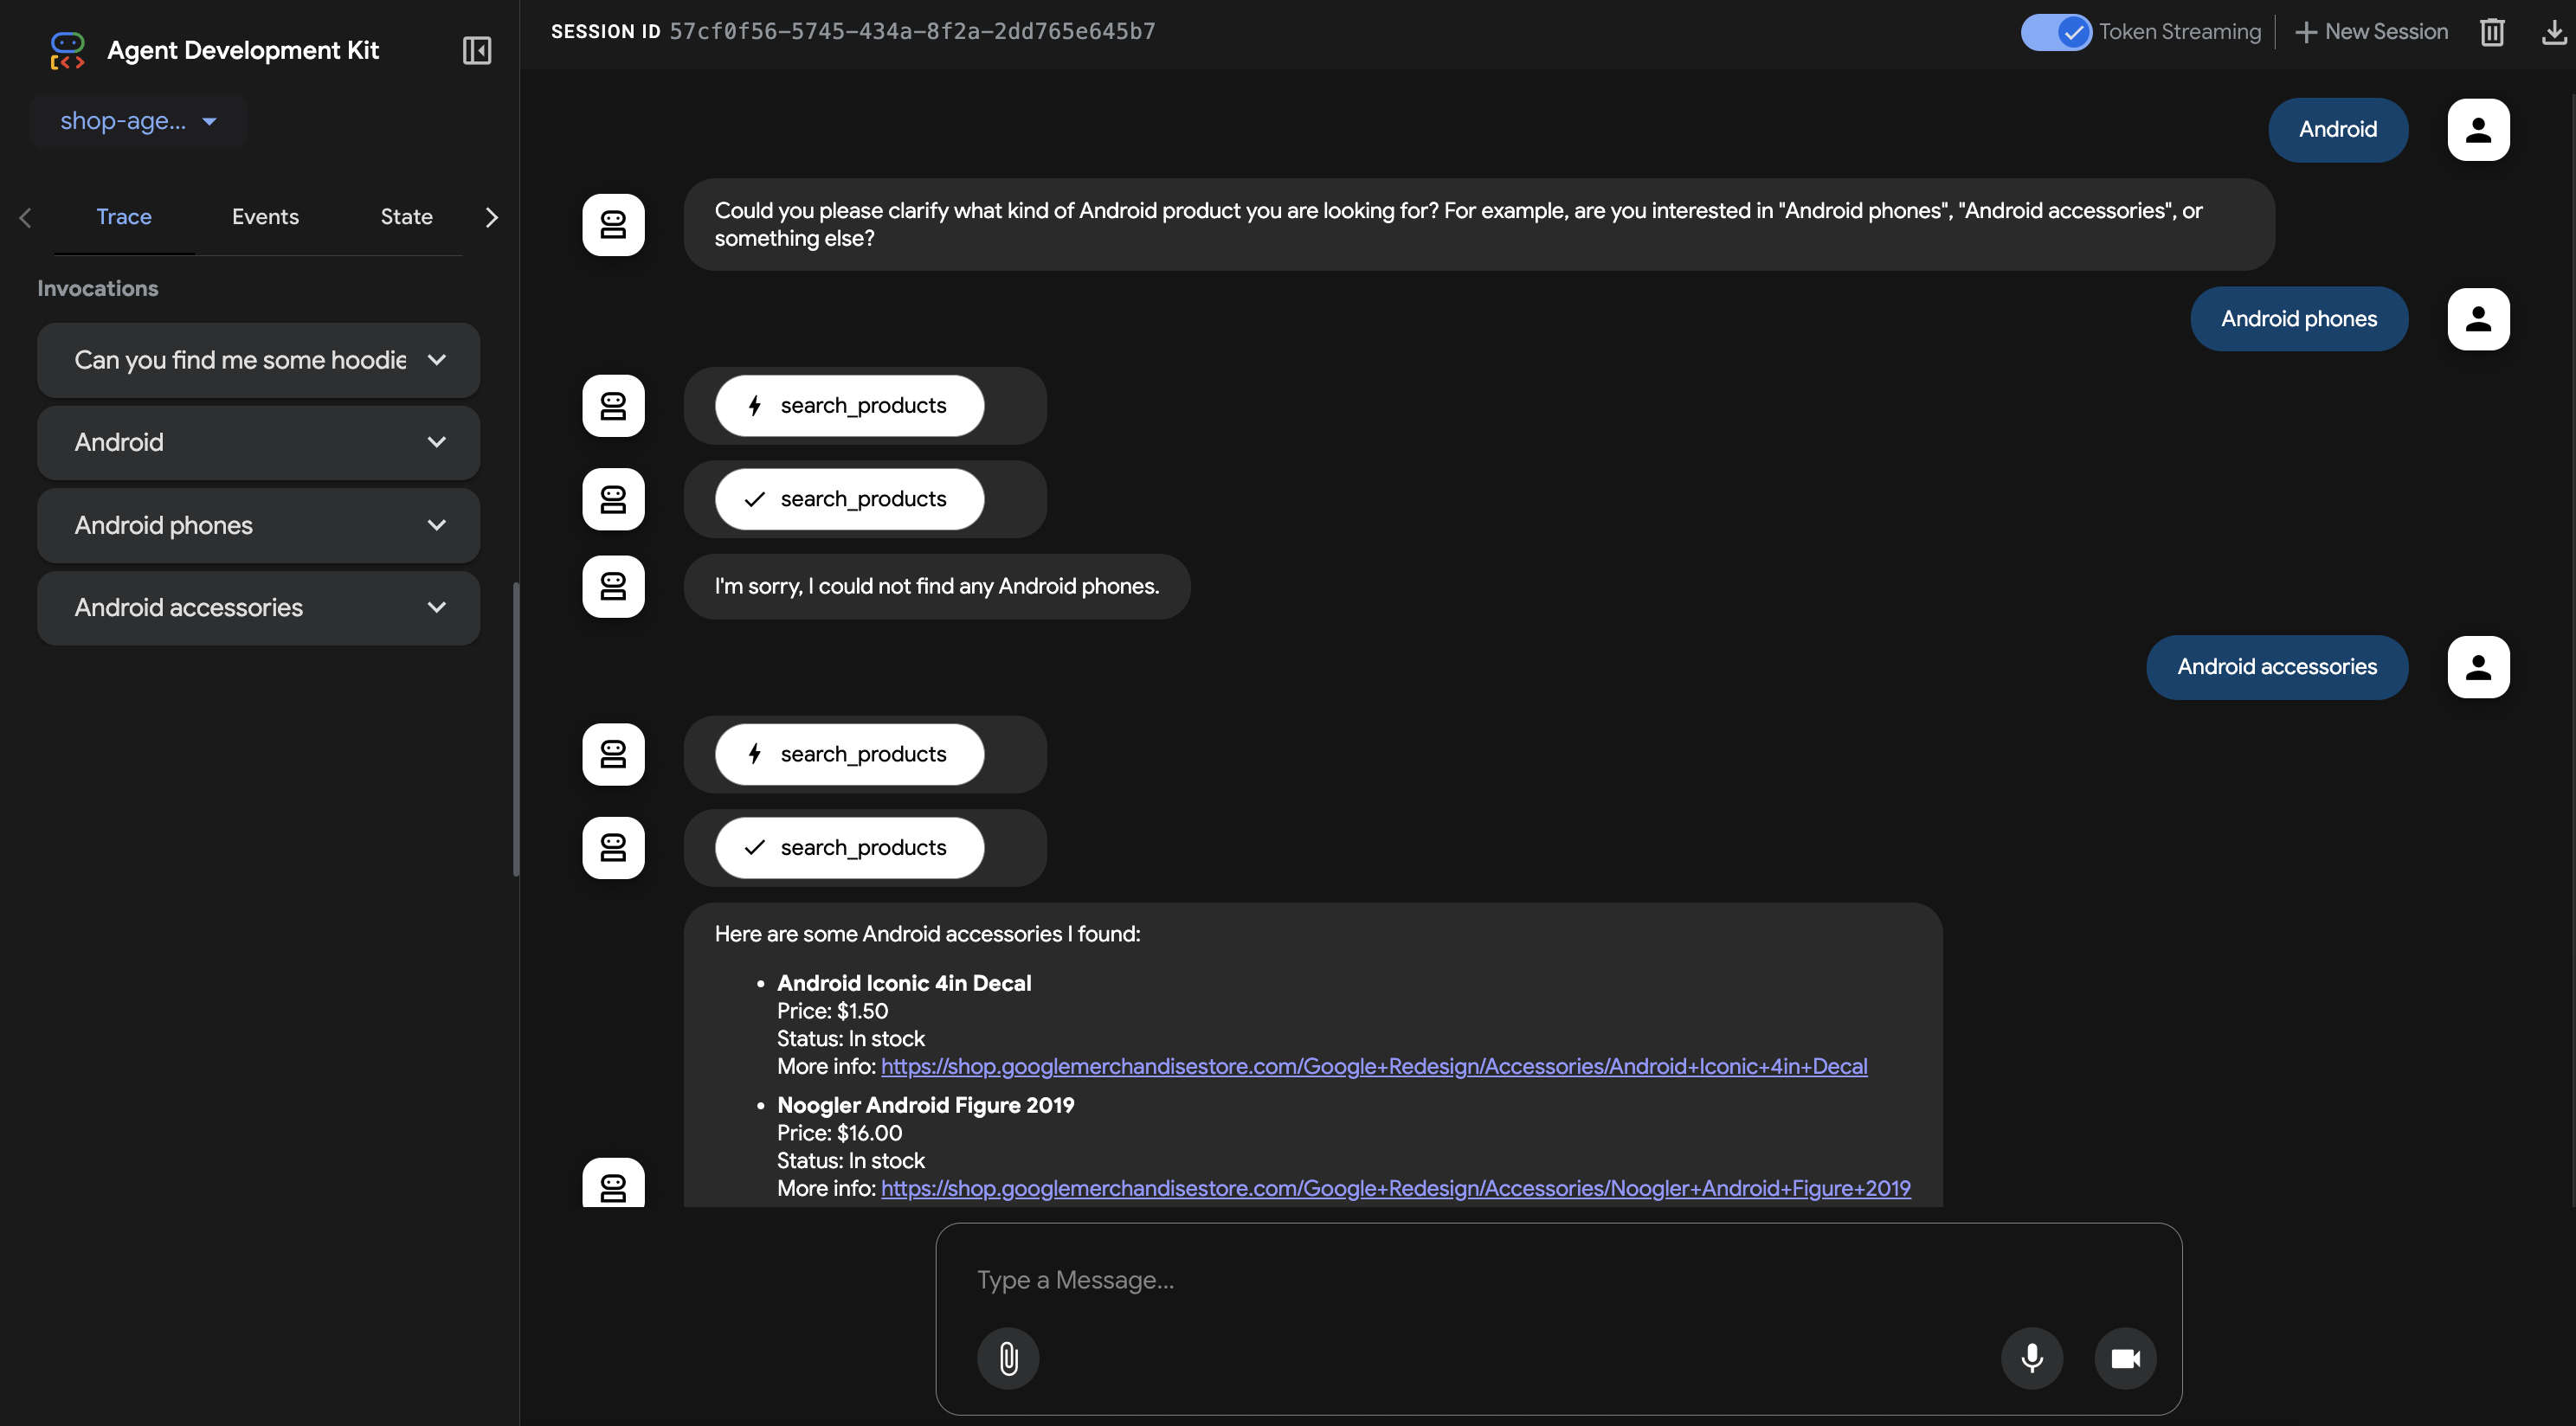 Agent Development Kit
shop-age...
Trace Events State
Invocations
Can you find me some hoodie
Android
Android phones
Android accessories
SESSION ID 57cf0f56-5745-434a-8f2a-2dd765e645b7
Token Streaming
New Session
Android
Could you please clarify what kind of Android product you are looking for? For example, are you interested in "Android phones", "Android accessories", or
something else?
Android phones
search_products
search_products
I'm sorry, I could not find any Android phones.
Android accessories
search_products
search_products
Here are some Android accessories I found:
• Android Iconic 4in Decal
Price: $1.50
Status: In stock
More info: https://shop.googlemerchandisestore.com/Google+Redesign/Accessories/Android+Iconic+4in+Decal
• Noogler Android Figure 2019
Price: $16.00
Status: In stock
More info: https://shop.googlemerchandisestore.com/Google+Redesign/Accessories/Noogler+Android+Figure+2019
Type a Message...